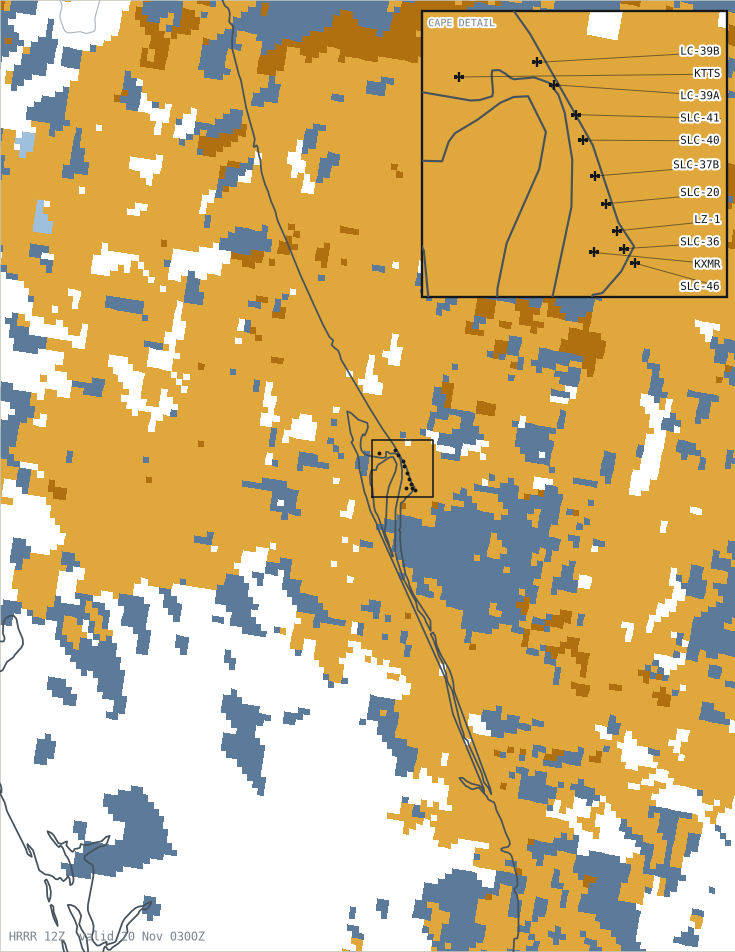 CAPE DETAIL
LC-39B
KTTS
LC-39A
SLC-41
SLC-40
SLC-37B
SLC-20
LZ-1
SLC-36
KXMR
SLC-46
HRRR 12Z valid 20 Nov 0300Z